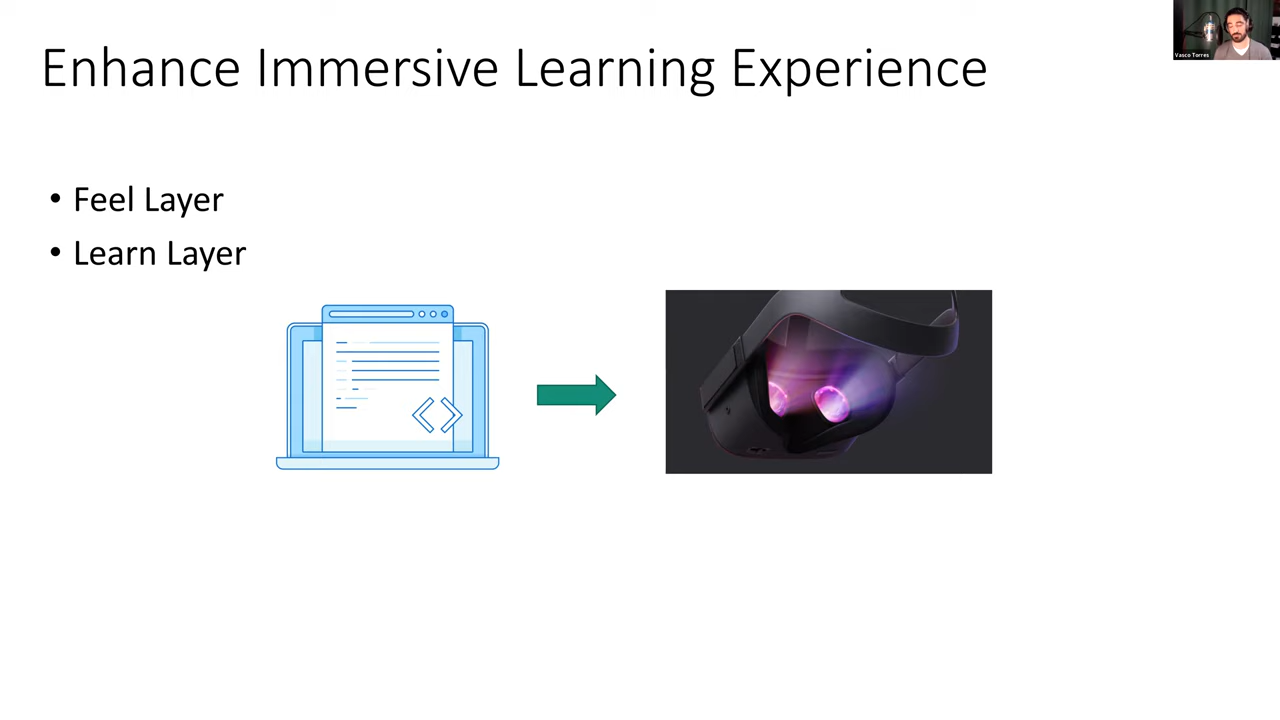 Enhance Immersive Learning Experience
Vasco Torres
• Feel Layer
• Learn Layer